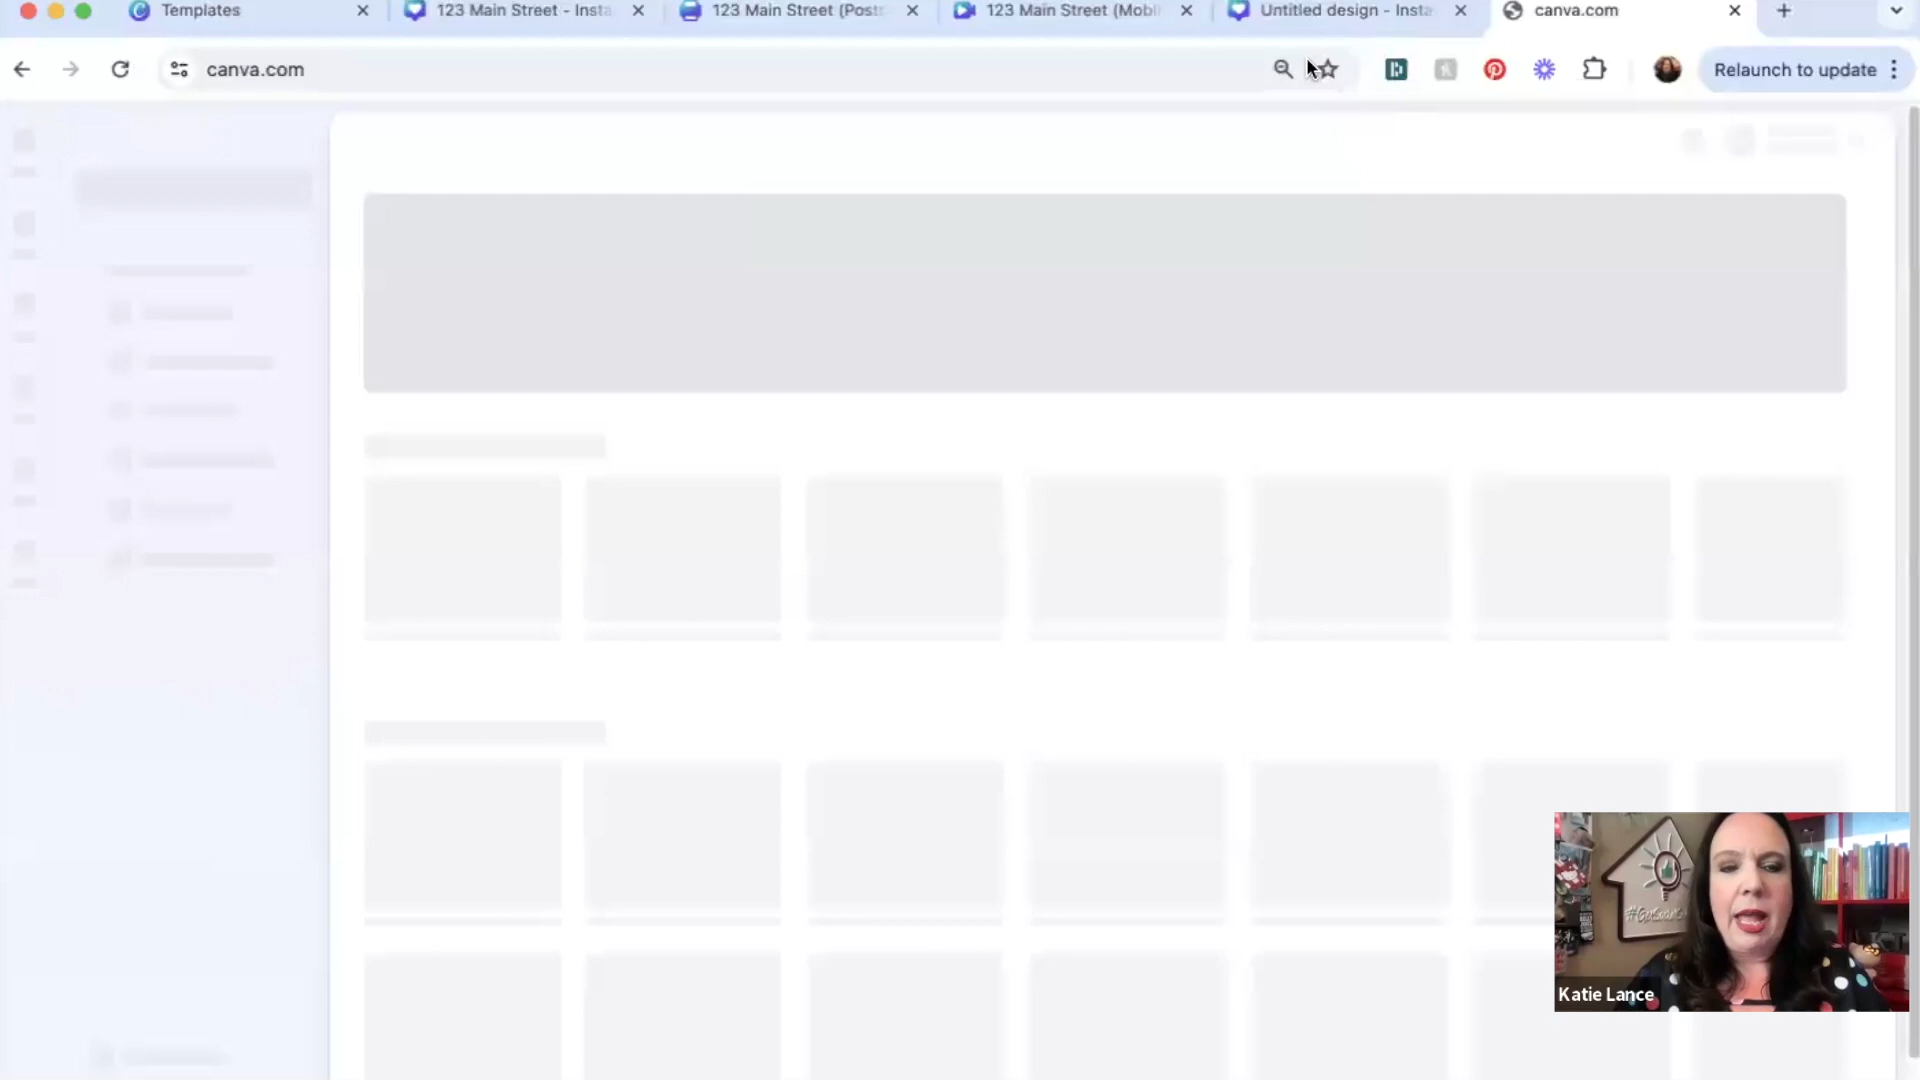 Templates
123 Main Street - Insta
123 Main Street (Posts
123 Main Street (Mobil
Untitled design - Insta
canva.com
canva.com
Relaunch to update
Katie Lance